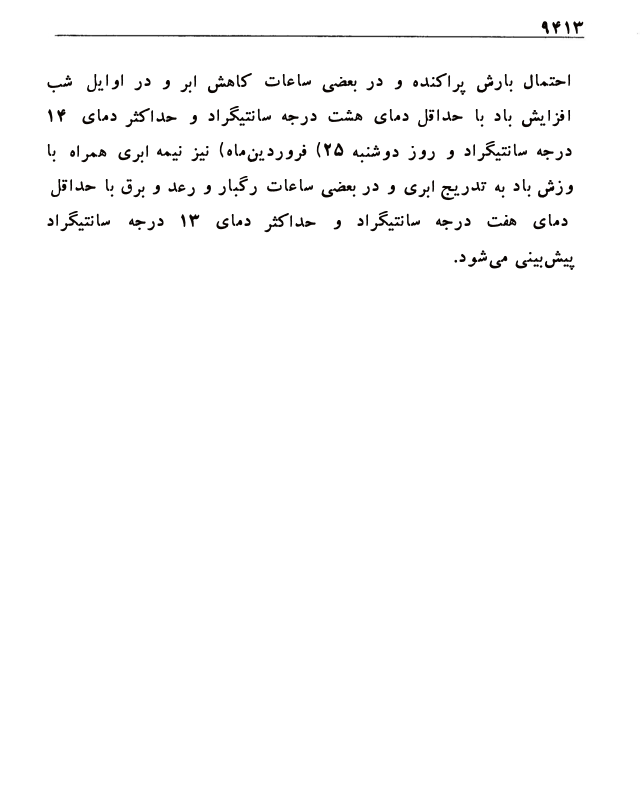 ۹۴۱۳
احتمال بارش پراکنده و در بعضی ساعات کاهش ابر و در اوایل شب
افزایش باد با حداقل دمای هشت درجه سانتیگراد و حداکثر دمای ۱۴
درجه سانتیگراد و روز دوشنبه ۲۵) فروردین‌ماه) نیز نیمه ابری همراه با
وزش باد به تدریج ابری و در بعضی ساعات رگبار و رعد و برق با حداقل
دمای هفت درجه سانتیگراد و حداکثر دمای ۱۳ درجه سانتیگراد
پیش‌بینی می‌شود.